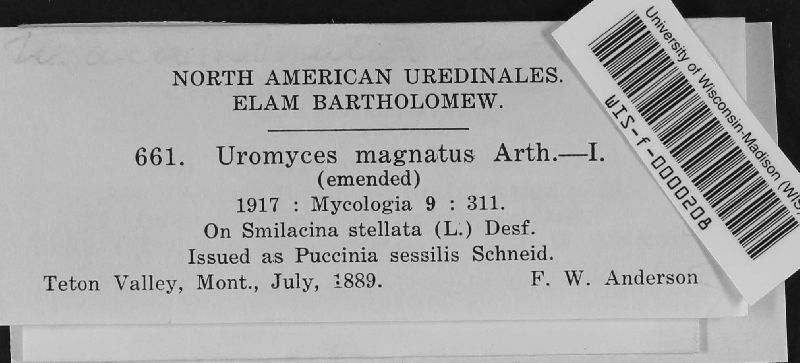 NORTH AMERICAN UREDINALES.
ELAM BARTHOLOMEW.
661. Uromyces magnatus Arth.—I.
(emended)
1917 : Mycologia 9 : 311.
On Smilacina stellata (L.) Desf.
Issued as Puccinia sessilis Schneid.
Teton Valley, Mont., July, 1889. F. W. Anderson
University of Wisconsin-Madison (WIS
WIS-f-0000208